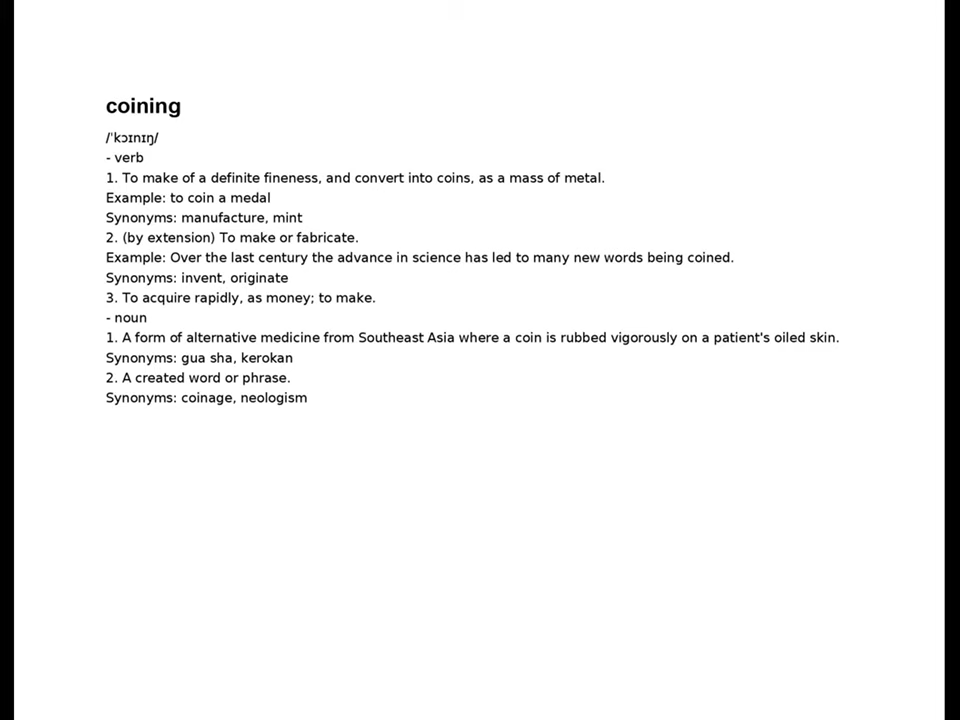 coining
/ˈkɔɪnɪŋ/
- verb
1. To make of a definite fineness, and convert into coins, as a mass of metal.
Example: to coin a medal
Synonyms: manufacture, mint
2. (by extension) To make or fabricate.
Example: Over the last century the advance in science has led to many new words being coined.
Synonyms: invent, originate
3. To acquire rapidly, as money; to make.
- noun
1. A form of alternative medicine from Southeast Asia where a coin is rubbed vigorously on a patient's oiled skin.
Synonyms: gua sha, kerokan
2. A created word or phrase.
Synonyms: coinage, neologism